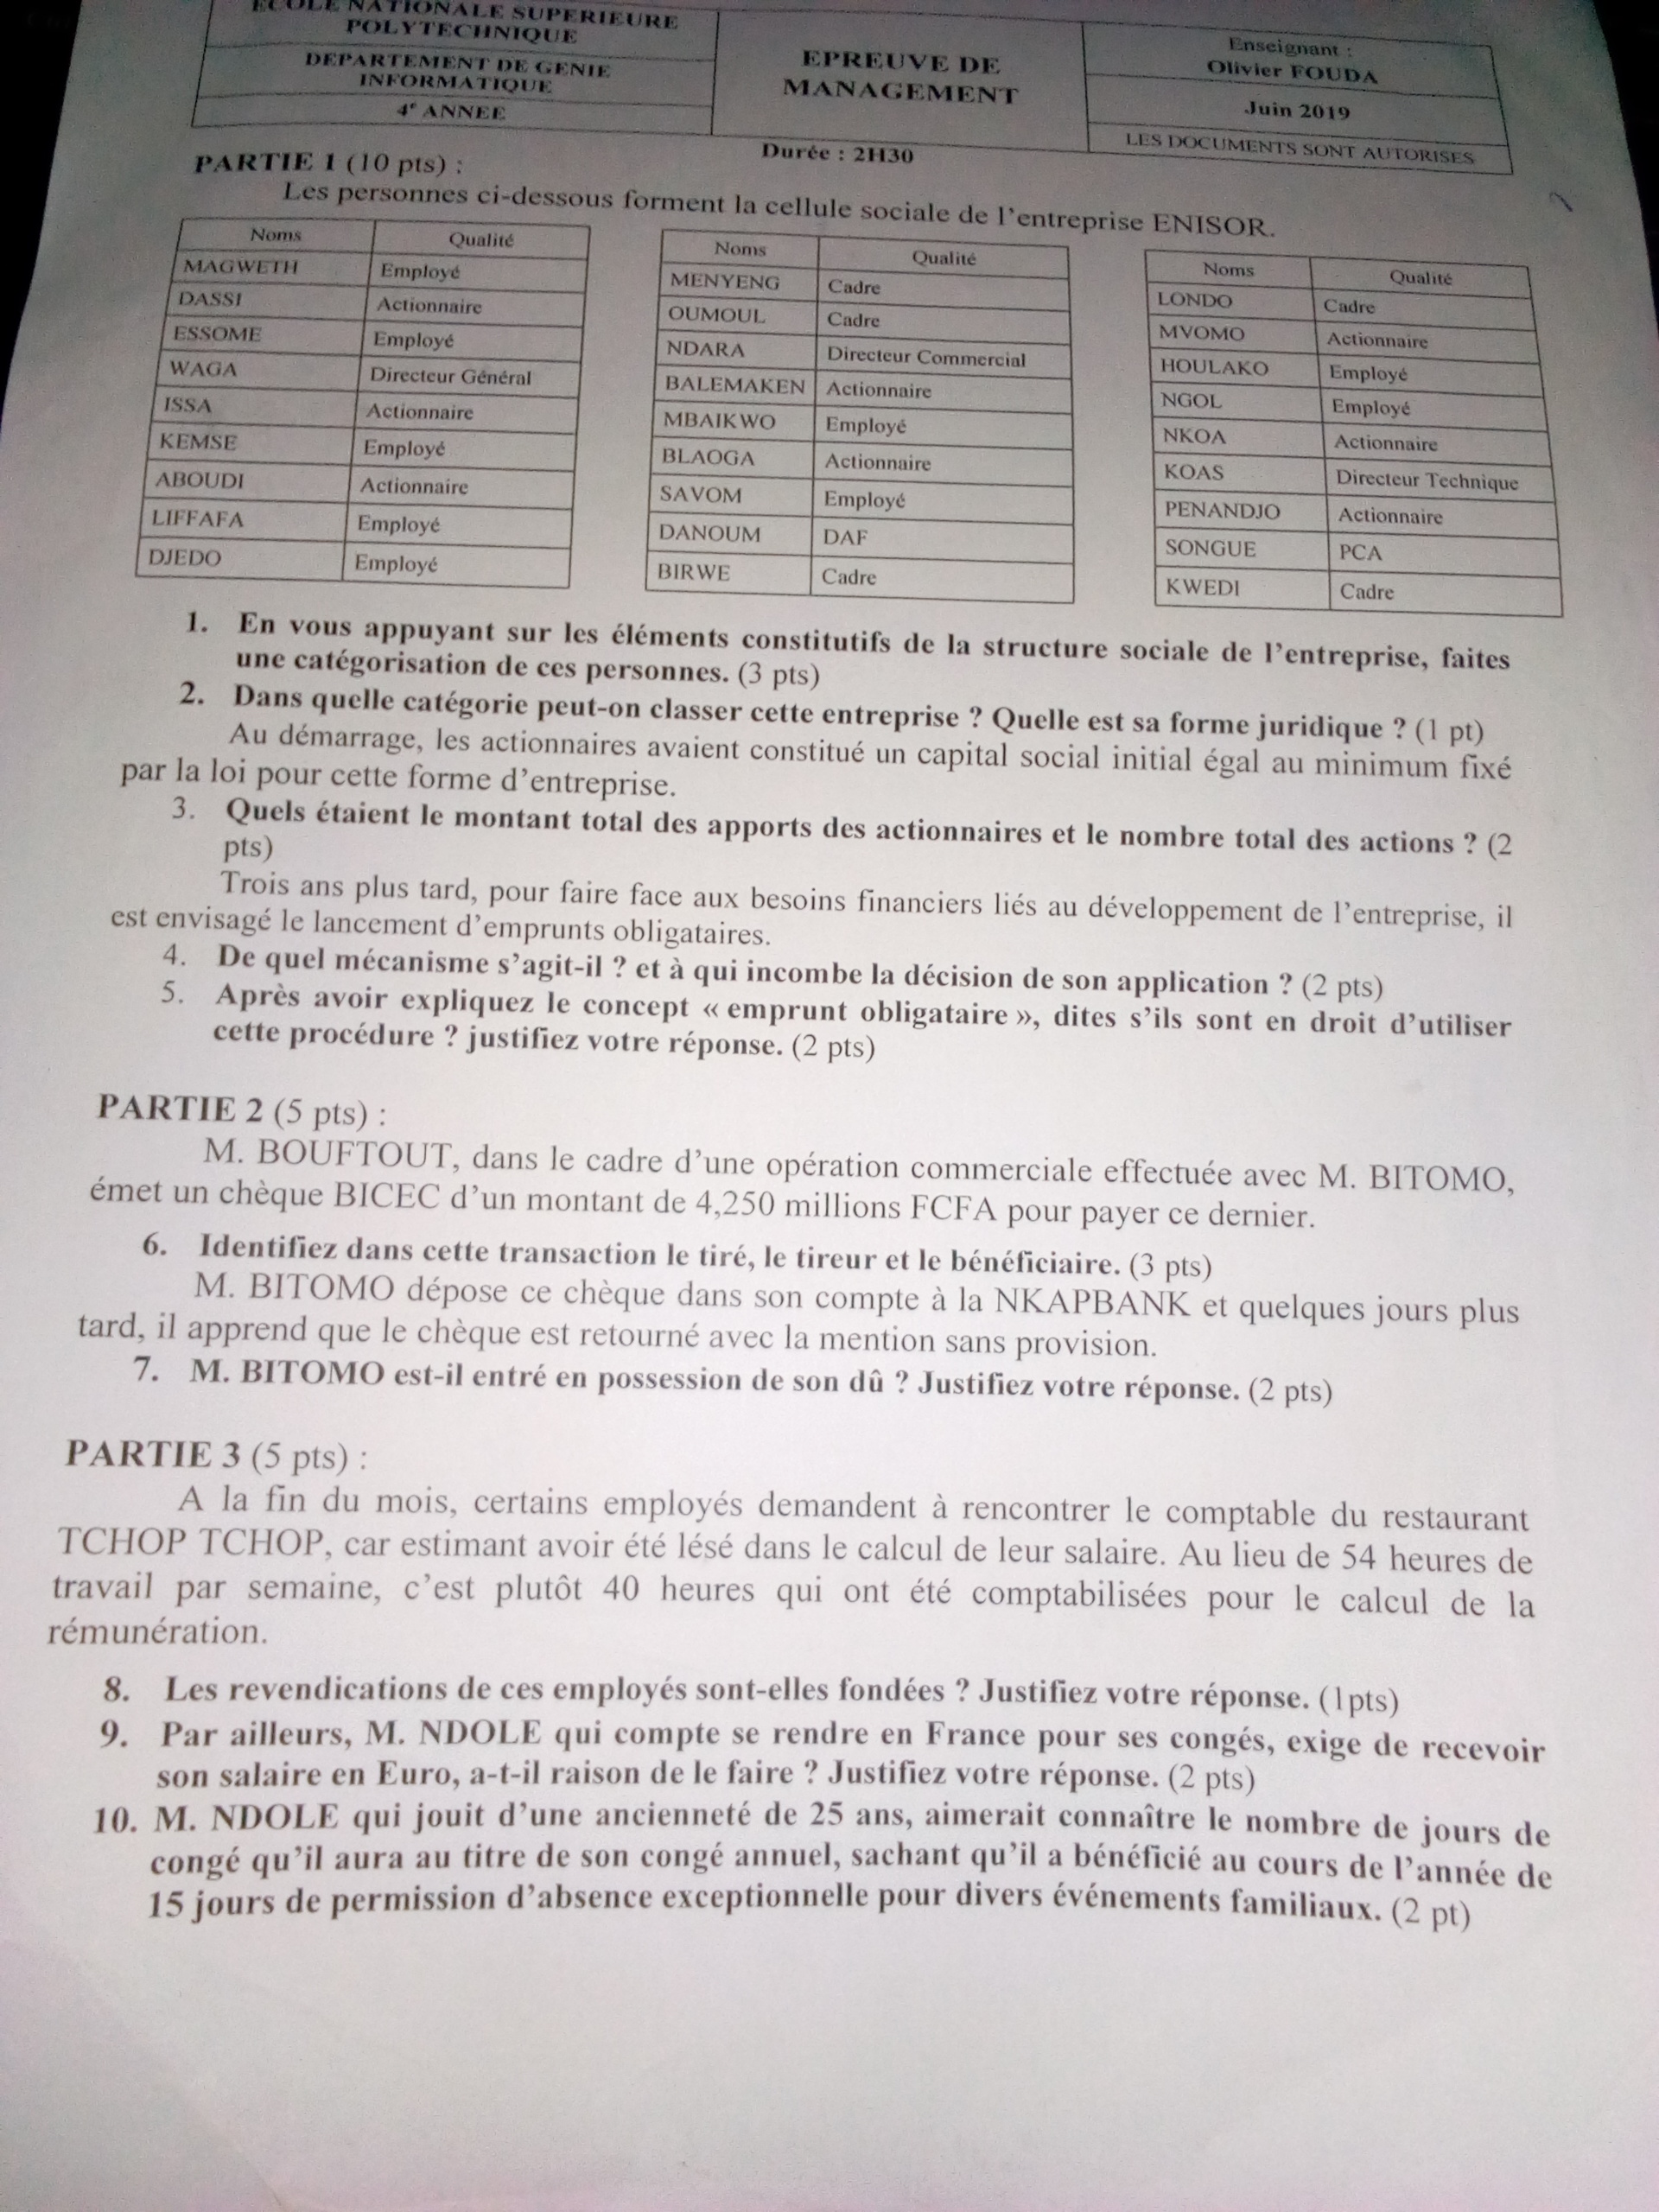 ECOLE NATIONALE SUPERIEURE
POLYTECHNIQUE
DEPARTEMENT DE GENIE
INFORMATIQUE
4e ANNEE
EPREUVE DE
MANAGEMENT
Enseignant :
Olivier FOUDA
Juin 2019
LES DOCUMENTS SONT AUTORISES
Durée : 2H30
PARTIE 1 (10 pts) :
Les personnes ci-dessous forment la cellule sociale de l'entreprise ENISOR.
Noms Qualité
MAGWETH Employé
DASSI Actionnaire
ESSOME Employé
WAGA Directeur Général
ISSA Actionnaire
KEMSE Employé
ABOUDI Actionnaire
LIFFAFA Employé
DJEDO Employé
Noms Qualité
MENYENG Cadre
OUMOUL Cadre
NDARA Directeur Commercial
BALEMAKEN Actionnaire
MBAIKWO Employé
BLAOGA Actionnaire
SAVOM Employé
DANOUM DAF
BIRWE Cadre
Noms Qualité
LONDO Cadre
MVOMO Actionnaire
HOULAKO Employé
NGOL Employé
NKOA Actionnaire
KOAS Directeur Technique
PENANDJO Actionnaire
SONGUE PCA
KWEDI Cadre
1. En vous appuyant sur les éléments constitutifs de la structure sociale de l'entreprise, faites
une catégorisation de ces personnes. (3 pts)
2. Dans quelle catégorie peut-on classer cette entreprise ? Quelle est sa forme juridique ? (1 pt)
Au démarrage, les actionnaires avaient constitué un capital social initial égal au minimum fixé
par la loi pour cette forme d'entreprise.
3. Quels étaient le montant total des apports des actionnaires et le nombre total des actions ? (2
pts)
Trois ans plus tard, pour faire face aux besoins financiers liés au développement de l'entreprise, il
est envisagé le lancement d'emprunts obligataires.
4. De quel mécanisme s'agit-il ? et à qui incombe la décision de son application ? (2 pts)
5. Après avoir expliquez le concept « emprunt obligataire », dites s'ils sont en droit d'utiliser
cette procédure ? justifiez votre réponse. (2 pts)
PARTIE 2 (5 pts) :
M. BOUFTOUT, dans le cadre d'une opération commerciale effectuée avec M. BITOMO,
émet un chèque BICEC d'un montant de 4,250 millions FCFA pour payer ce dernier.
6. Identifiez dans cette transaction le tiré, le tireur et le bénéficiaire. (3 pts)
M. BITOMO dépose ce chèque dans son compte à la NKAPBANK et quelques jours plus
tard, il apprend que le chèque est retourné avec la mention sans provision.
7. M. BITOMO est-il entré en possession de son dû ? Justifiez votre réponse. (2 pts)
PARTIE 3 (5 pts) :
A la fin du mois, certains employés demandent à rencontrer le comptable du restaurant
TCHOP TCHOP, car estimant avoir été lésé dans le calcul de leur salaire. Au lieu de 54 heures de
travail par semaine, c'est plutôt 40 heures qui ont été comptabilisées pour le calcul de la
rémunération.
8. Les revendications de ces employés sont-elles fondées ? Justifiez votre réponse. (1pts)
9. Par ailleurs, M. NDOLE qui compte se rendre en France pour ses congés, exige de recevoir
son salaire en Euro, a-t-il raison de le faire ? Justifiez votre réponse. (2 pts)
10. M. NDOLE qui jouit d'une ancienneté de 25 ans, aimerait connaître le nombre de jours de
congé qu'il aura au titre de son congé annuel, sachant qu'il a bénéficié au cours de l'année de
15 jours de permission d'absence exceptionnelle pour divers événements familiaux. (2 pt)